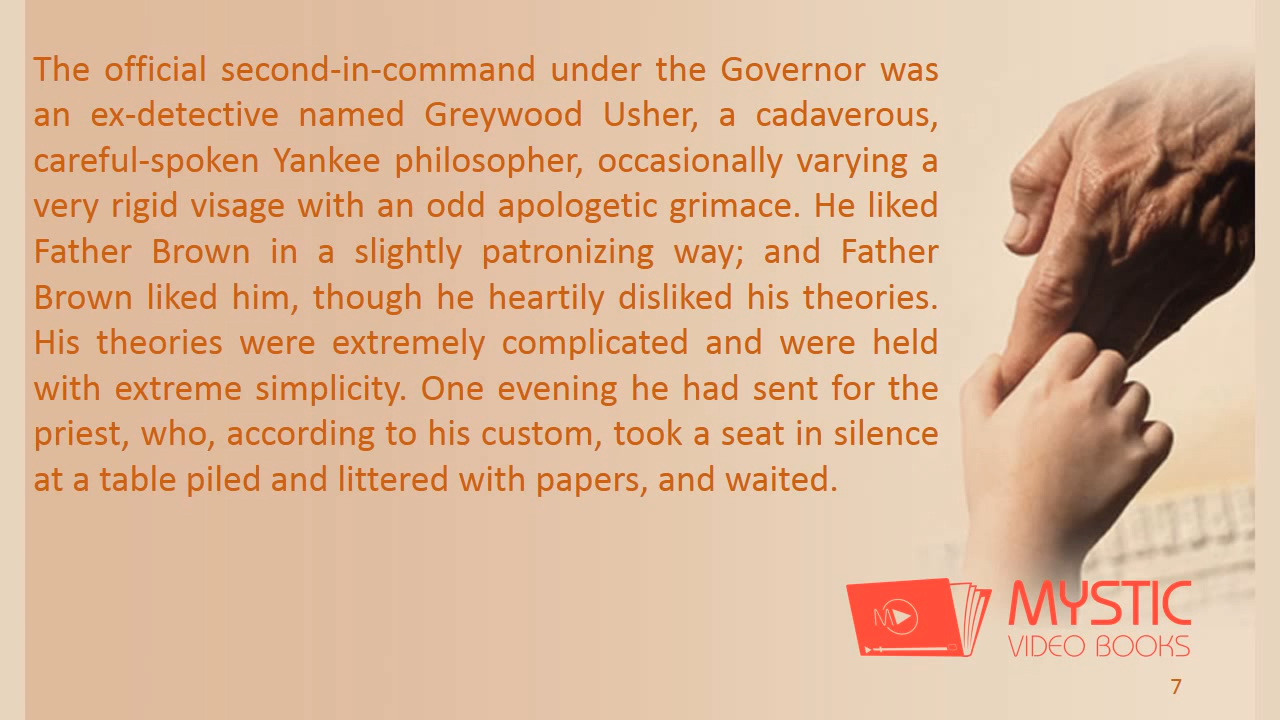 The official second-in-command under the Governor was
an ex-detective named Greywood Usher, a cadaverous,
careful-spoken Yankee philosopher, occasionally varying a
very rigid visage with an odd apologetic grimace. He liked
Father Brown in a slightly patronizing way; and Father
Brown liked him, though he heartily disliked his theories.
His theories were extremely complicated and were held
with extreme simplicity. One evening he had sent for the
priest, who, according to his custom, took a seat in silence
at a table piled and littered with papers, and waited.
M
MYSTIC
VIDEO BOOKS
7